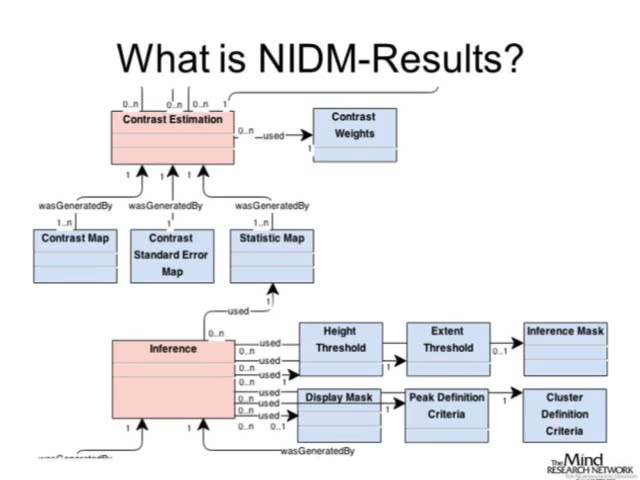 What is NIDM-Results?
0..n
0..n
0..n
1
Contrast Estimation
0..n
used
1
Contrast
Weights
1
1
1
wasGeneratedBy
wasGeneratedBy
wasGeneratedBy
1..n
1
1..n
Contrast Map
Contrast
Standard Error
Map
Statistic Map
used
1
0..n
Inference
used
0..n
used
0..n
used
0..n
1
used
0..n
used
0..n
used
0..n
0..1
Height
Threshold
1
Extent
Threshold
0..1
Inference Mask
Display Mask
1
Peak Definition
Criteria
1
Cluster
Definition
Criteria
1
1
wasGeneratedBy
The Mind
RESEARCH NETWORK